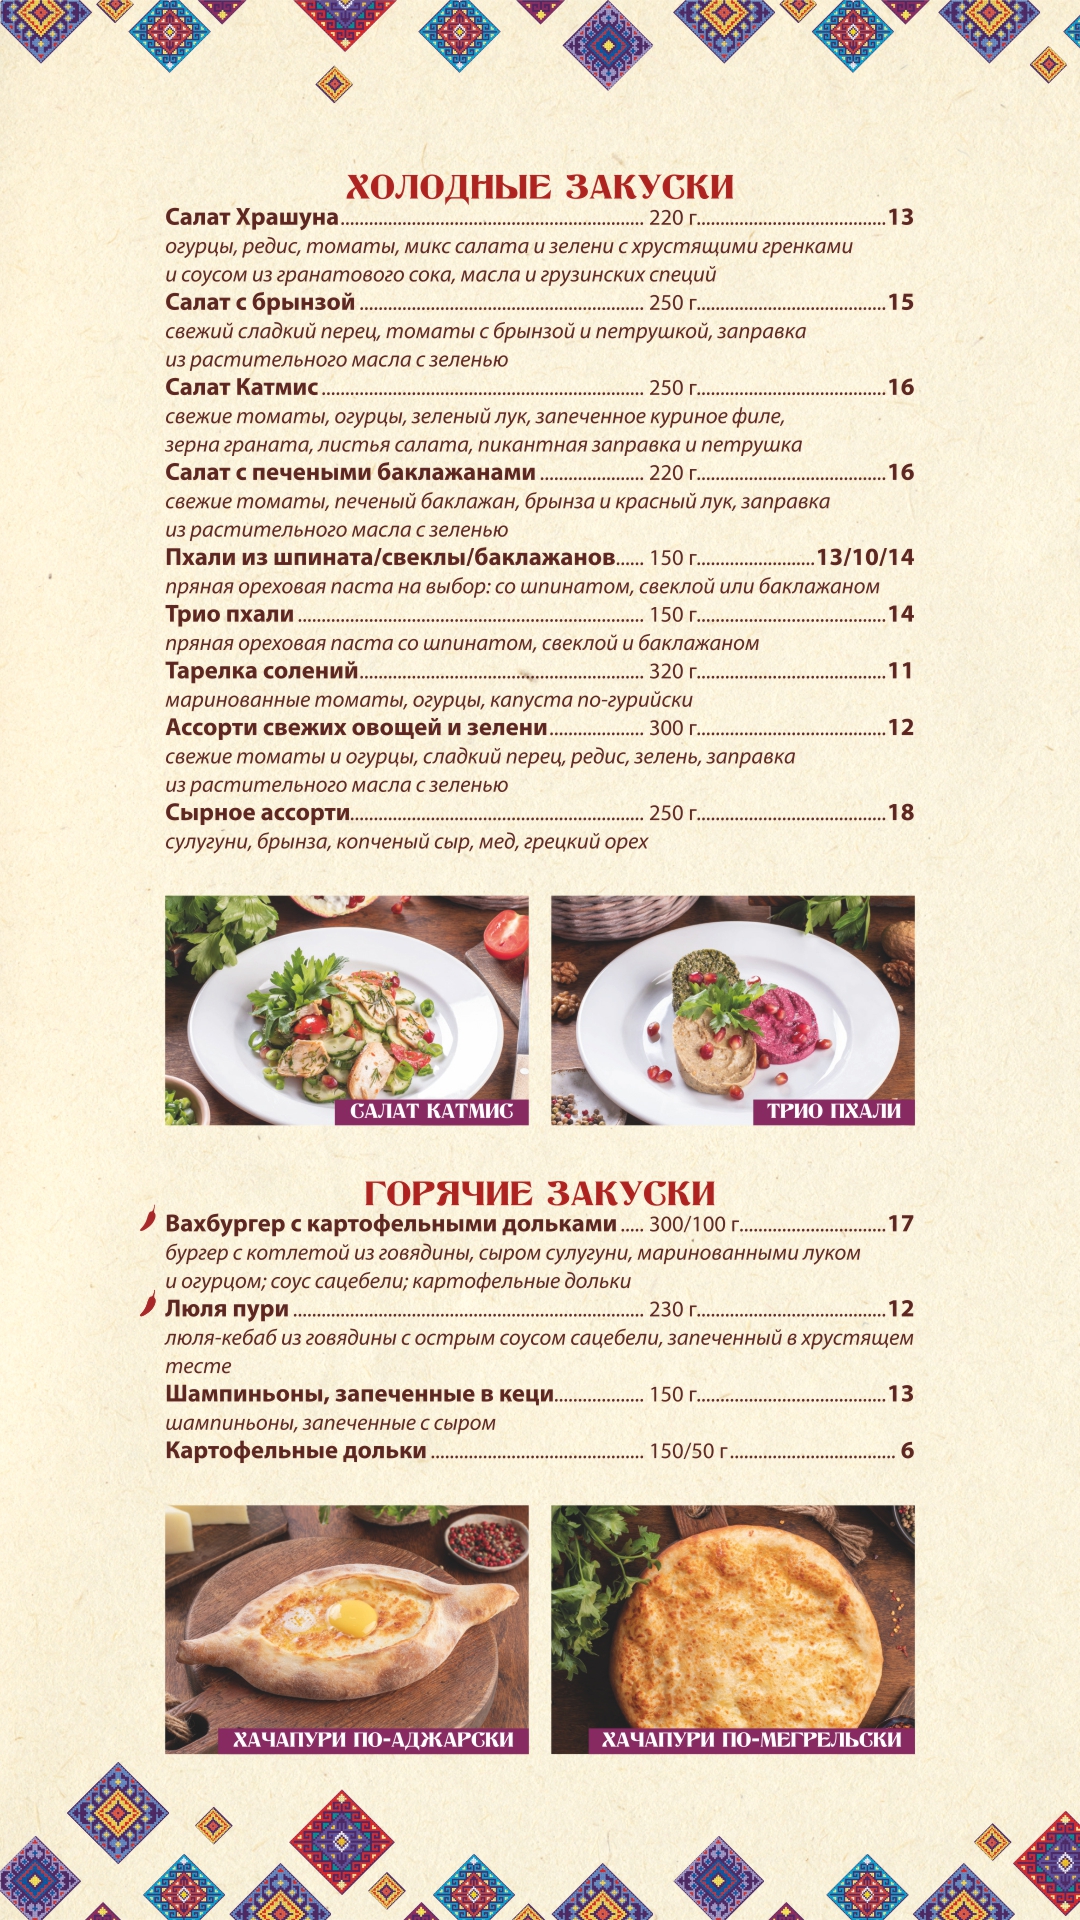 ХОЛОДНЫЕ ЗАКУСКИ
Салат Храшуна 220 г 13
огурцы, редис, томаты, микс салата и зелени с хрустящими гренками
и соусом из гранатового сока, масла и грузинских специй
Салат с брынзой 250 г 15
свежий сладкий перец, томаты с брынзой и петрушкой, заправка
из растительного масла с зеленью
Салат Катмис 250 г 16
свежие томаты, огурцы, зеленый лук, запеченное куриное филе,
зерна граната, листья салата, пикантная заправка и петрушка
Салат с печеными баклажанами 220 г 16
свежие томаты, печеный баклажан, брынза и красный лук, заправка
из растительного масла с зеленью
Пхали из шпината/свеклы/баклажанов 150 г 13/10/14
пряная ореховая паста на выбор: со шпинатом, свеклой или баклажаном
Трио пхали 150 г 14
пряная ореховая паста со шпинатом, свеклой и баклажаном
Тарелка солений 320 г 11
маринованные томаты, огурцы, капуста по-гурийски
Ассорти свежих овощей и зелени 300 г 12
свежие томаты и огурцы, сладкий перец, редис, зелень, заправка
из растительного масла с зеленью
Сырное ассорти 250 г 18
сулугуни, брынза, копченый сыр, мед, грецкий орех
САЛАТ КАТМИС
ТРИО ПХАЛИ
ГОРЯЧИЕ ЗАКУСКИ
Вахбургер с картофельными дольками 300/100 г 17
бургер с котлетой из говядины, сыром сулугуни, маринованными луком
и огурцом; соус сацебели; картофельные дольки
Люля пури 230 г 12
люля-кебаб из говядины с острым соусом сацебели, запеченный в хрустящем
тесте
Шампиньоны, запеченные в кеци 150 г 13
шампиньоны, запеченные с сыром
Картофельные дольки 150/50 г 6
ХАЧАПУРИ ПО-АДЖАРСКИ
ХАЧАПУРИ ПО-МЕГРЕЛЬСКИ